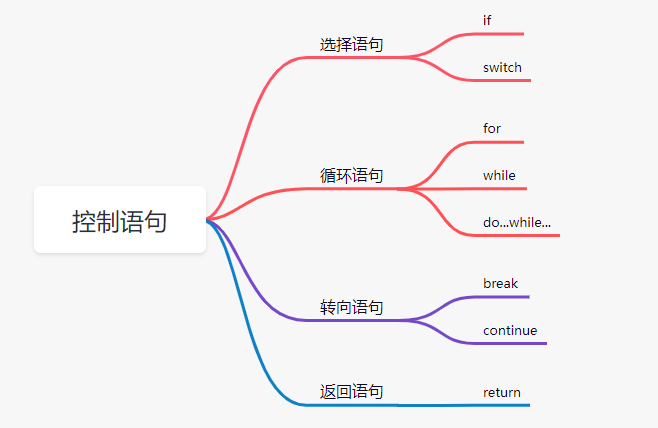 控制语句
选择语句
if
switch
循环语句
for
while
do...while...
转向语句
break
continue
返回语句
return